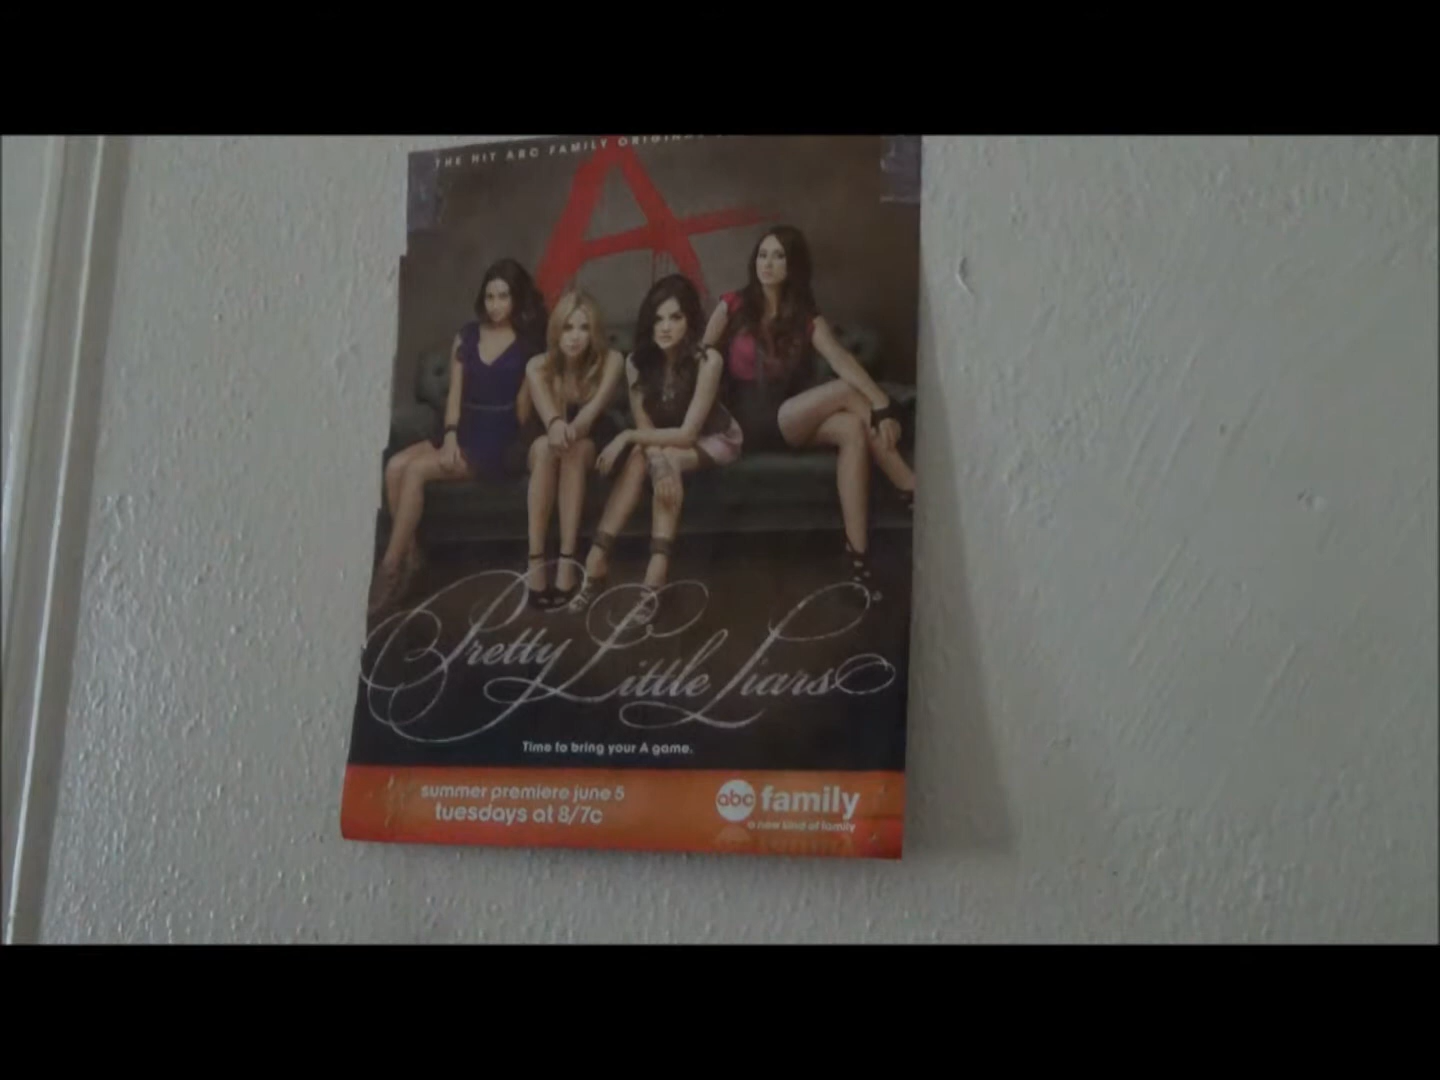 THE HIT ABC FAMILY ORIGINAL
A
Pretty Little Liars
Time to bring your A game.
summer premiere june 5
tuesdays at 8/7c
abc family
a new kind of family